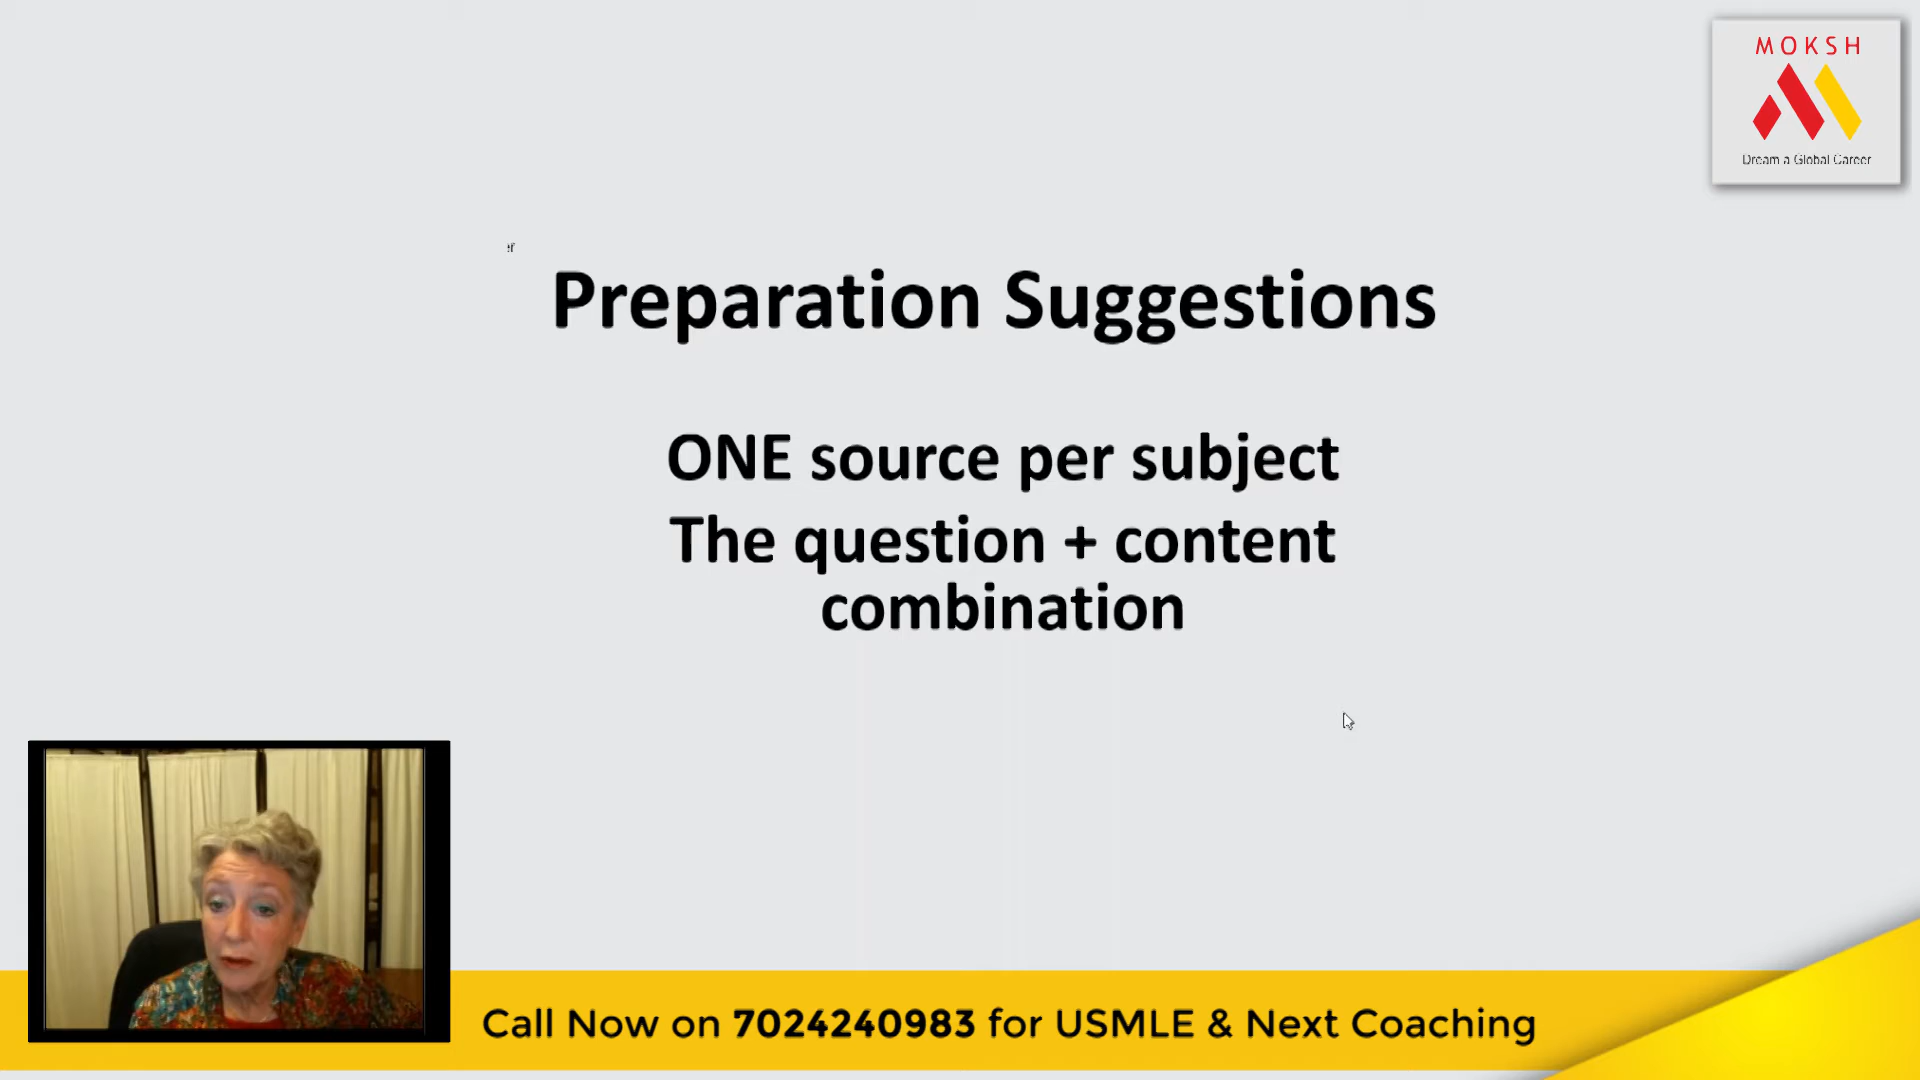 MOKSH
Dream a Global Career
Preparation Suggestions
ONE source per subject
The question + content
combination
Call Now on 7024240983 for USMLE & Next Coaching